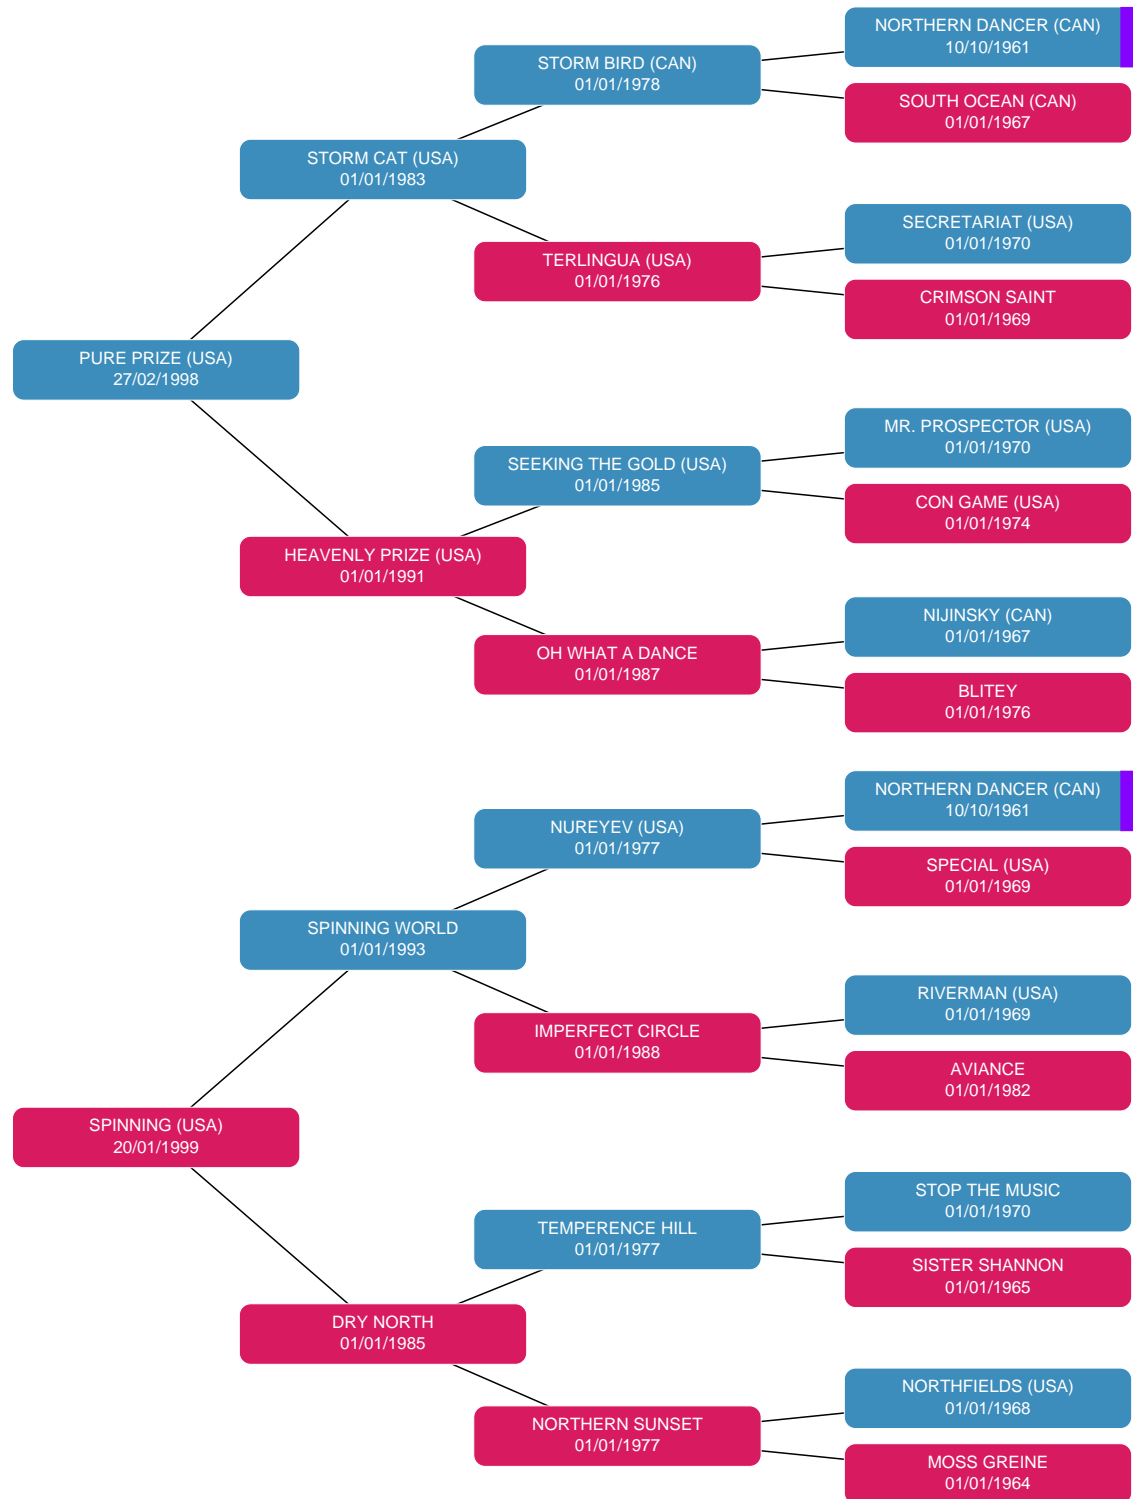 NORTHERN DANCER (CAN)
10/10/1961
STORM BIRD (CAN)
01/01/1978
SOUTH OCEAN (CAN)
01/01/1967
STORM CAT (USA)
01/01/1983
SECRETARIAT (USA)
01/01/1970
TERLINGUA (USA)
01/01/1976
CRIMSON SAINT
01/01/1969
PURE PRIZE (USA)
27/02/1998
MR. PROSPECTOR (USA)
01/01/1970
SEEKING THE GOLD (USA)
01/01/1985
CON GAME (USA)
01/01/1974
HEAVENLY PRIZE (USA)
01/01/1991
NIJINSKY (CAN)
01/01/1967
OH WHAT A DANCE
01/01/1987
BLITEY
01/01/1976
NORTHERN DANCER (CAN)
10/10/1961
NUREYEV (USA)
01/01/1977
SPECIAL (USA)
01/01/1969
SPINNING WORLD
01/01/1993
RIVERMAN (USA)
01/01/1969
IMPERFECT CIRCLE
01/01/1988
AVIANCE
01/01/1982
SPINNING (USA)
20/01/1999
STOP THE MUSIC
01/01/1970
TEMPERENCE HILL
01/01/1977
SISTER SHANNON
01/01/1965
DRY NORTH
01/01/1985
NORTHFIELDS (USA)
01/01/1968
NORTHERN SUNSET
01/01/1977
MOSS GREINE
01/01/1964